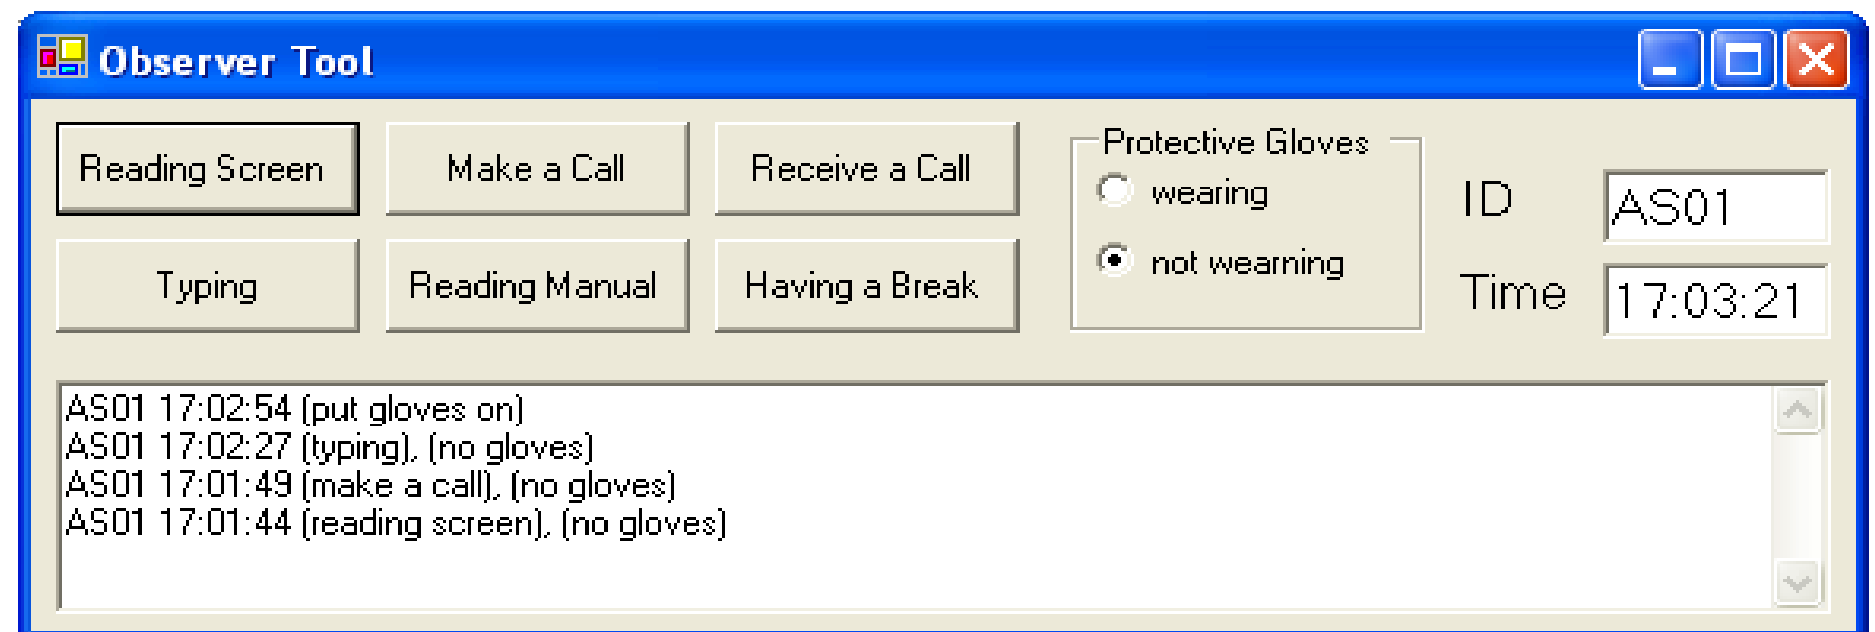 Observer Tool
Reading Screen
Make a Call
Receive a Call
Typing
Reading Manual
Having a Break
Protective Gloves
wearing
not wearning
ID
AS01
Time
17:03:21
AS01 17:02:54 (put gloves on)
AS01 17:02:27 (typing), (no gloves)
AS01 17:01:49 (make a call), (no gloves)
AS01 17:01:44 (reading screen), (no gloves)